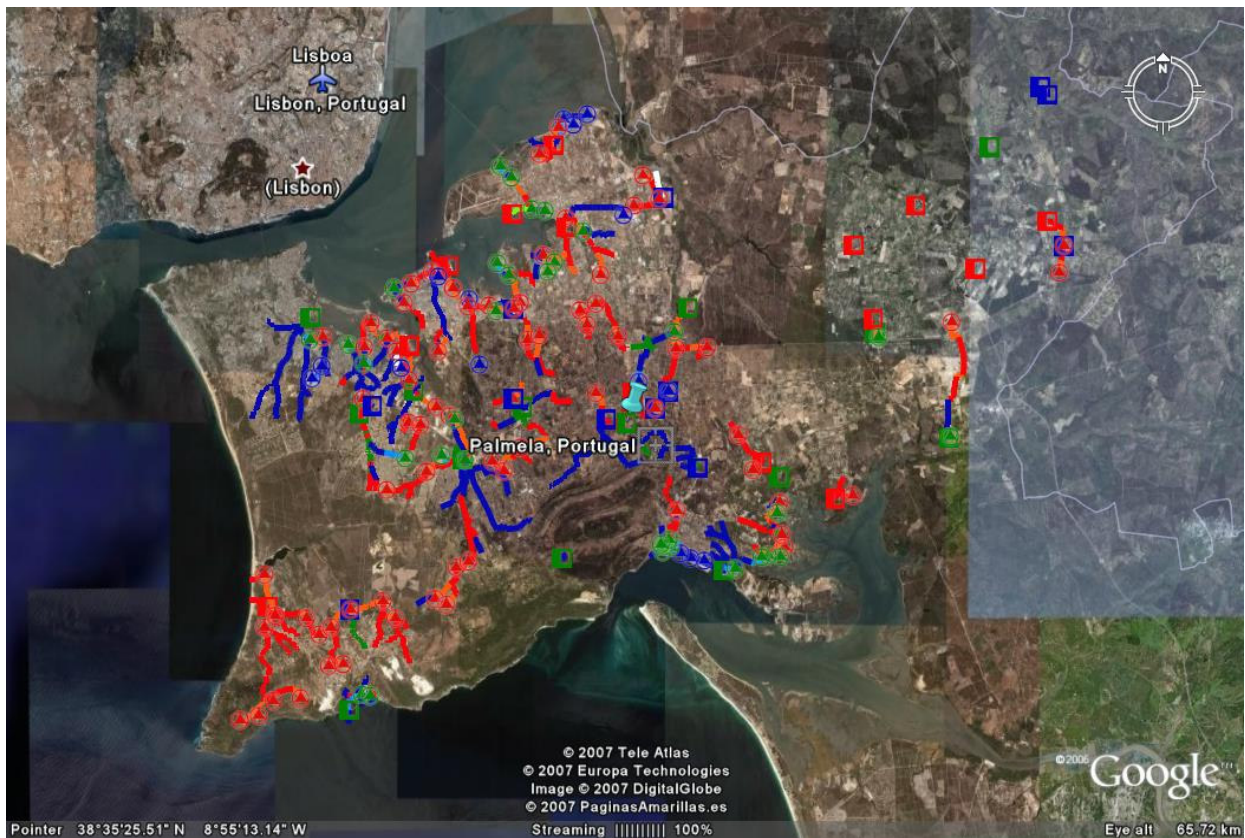 Lisboa
Lisbon, Portugal
(Lisbon)
N
Palmela, Portugal
© 2007 Tele Atlas
© 2007 Europa Technologies
Image © 2007 DigitalGlobe
© 2007 PaginasAmarillas.es
©2006
Google™
Pointer 38°35'25.51" N 8°55'13.14" W
Streaming |||||||||| 100%
Eye alt 65.72 km